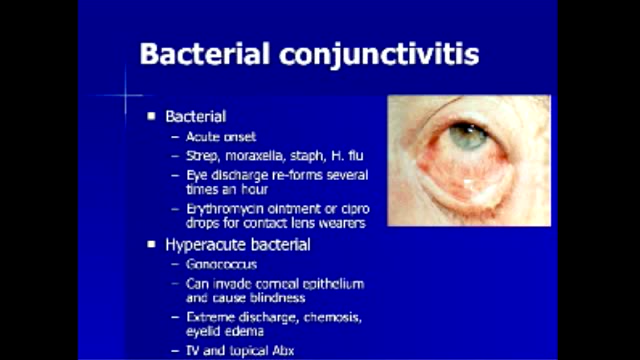 Bacterial conjunctivitis
Bacterial
– Acute onset
– Strep, moraxella, staph, H. flu
– Eye discharge re-forms several
times an hour
– Erythromycin ointment or cipro
drops for contact lens wearers
Hyperacute bacterial
– Gonococcus
– Can invade corneal epithelium
and cause blindness
– Extreme discharge, chemosis,
eyelid edema
– IV and topical Abx